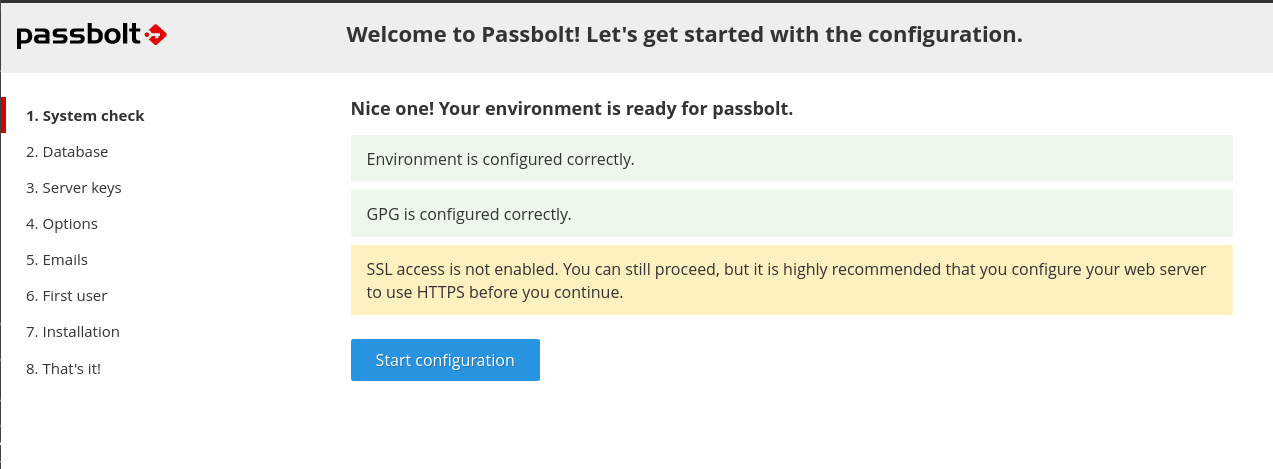 passbolt
Welcome to Passbolt! Let's get started with the configuration.
1. System check
2. Database
3. Server keys
4. Options
5. Emails
6. First user
7. Installation
8. That's it!
Nice one! Your environment is ready for passbolt.
Environment is configured correctly.
GPG is configured correctly.
SSL access is not enabled. You can still proceed, but it is highly recommended that you configure your web server
to use HTTPS before you continue.
Start configuration